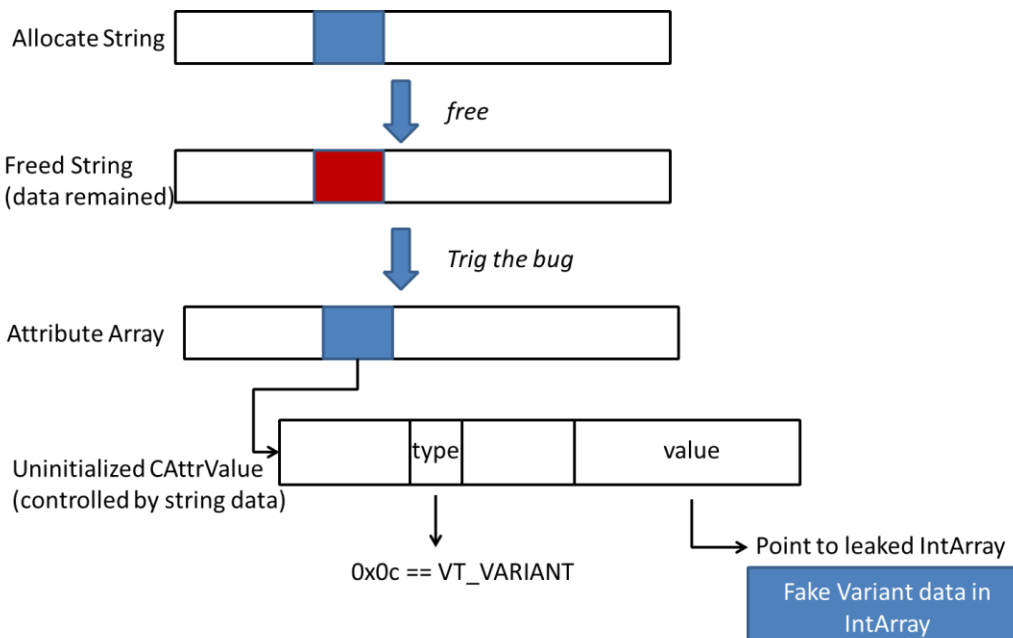 Allocate String
free
Freed String
(data remained)
Trig the bug
Attribute Array
type
value
Uninitialized CAttrValue
(controlled by string data)
Point to leaked IntArray
0x0c == VT_VARIANT
Fake Variant data in
IntArray